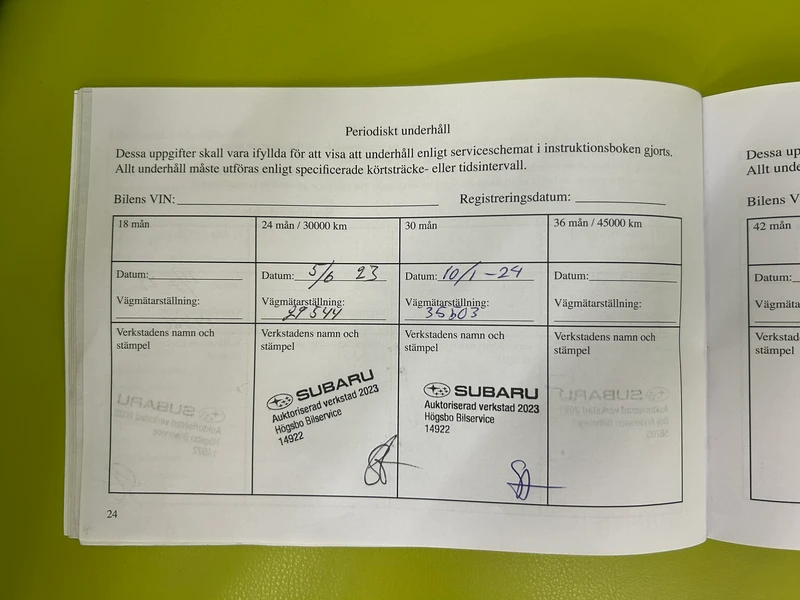 Periodiskt underhåll
Dessa uppgifter skall vara ifyllda för att visa att underhåll enligt serviceschemat i instruktionsboken gjorts.
Allt underhåll måste utföras enligt specificerade körtsträcke- eller tidsintervall.
Bilens VIN: Registreringsdatum:
18 mån
Datum:
Vägmätarställning:
Verkstadens namn och
stämpel
24 mån / 30000 km
Datum: 5/6 23
Vägmätarställning:
29544
Verkstadens namn och
stämpel
SUBARU
Auktoriserad verkstad 2023
Högsbo Bilservice
14922
30 mån
Datum: 10/1-24
Vägmätarställning:
35603
Verkstadens namn och
stämpel
SUBARU
Auktoriserad verkstad 2023
Högsbo Bilservice
14922
36 mån / 45000 km
Datum:
Vägmätarställning:
Verkstadens namn och
stämpel
24
Dessa up
Allt unde
Bilens V
42 mån
Datum:
Vägmäta
Verkstad
stämpel